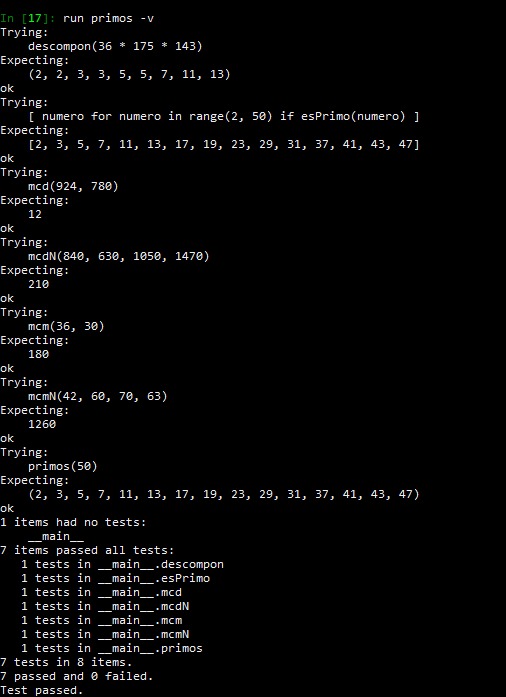 In [17]: run primos -v
Trying:
    descompon(36 * 175 * 143)
Expecting:
    (2, 2, 3, 3, 5, 5, 7, 11, 13)
ok
Trying:
    [ numero for numero in range(2, 50) if esPrimo(numero) ]
Expecting:
    [2, 3, 5, 7, 11, 13, 17, 19, 23, 29, 31, 37, 41, 43, 47]
ok
Trying:
    mcd(924, 780)
Expecting:
    12
ok
Trying:
    mcdN(840, 630, 1050, 1470)
Expecting:
    210
ok
Trying:
    mcm(36, 30)
Expecting:
    180
ok
Trying:
    mcmN(42, 60, 70, 63)
Expecting:
    1260
ok
Trying:
    primos(50)
Expecting:
    (2, 3, 5, 7, 11, 13, 17, 19, 23, 29, 31, 37, 41, 43, 47)
ok
1 items had no tests:
    __main__
7 items passed all tests:
   1 tests in __main__.descompon
   1 tests in __main__.esPrimo
   1 tests in __main__.mcd
   1 tests in __main__.mcdN
   1 tests in __main__.mcm
   1 tests in __main__.mcmN
   1 tests in __main__.primos
7 tests in 8 items.
7 passed and 0 failed.
Test passed.